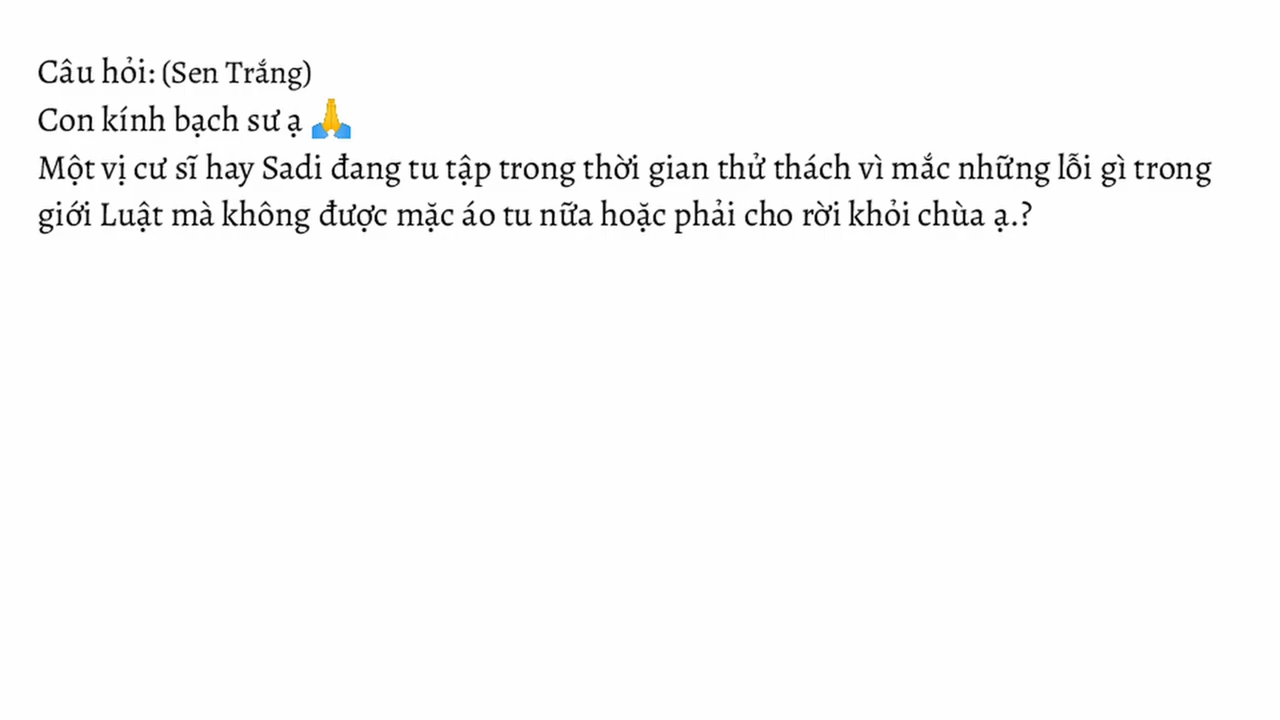 Câu hỏi: (Sen Trắng)
Con kính bạch sư ạ 🙏
Một vị cư sĩ hay Sadi đang tu tập trong thời gian thử thách vì mắc những lỗi gì trong
giới Luật mà không được mặc áo tu nữa hoặc phải cho rời khỏi chùa ạ.?